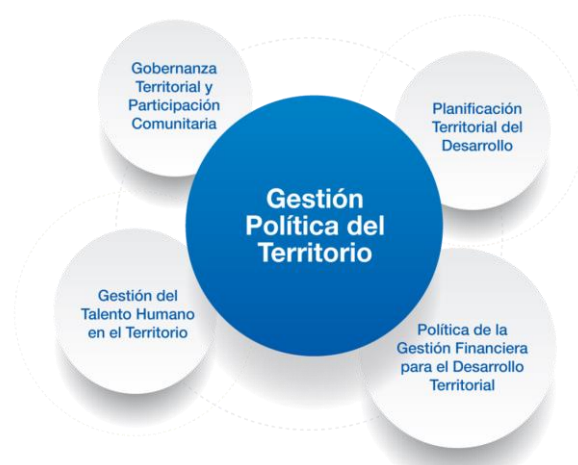 Gobernanza
Territorial y
Participación
Comunitaria
Planificación
Territorial del
Desarrollo
Gestión
Política del
Territorio
Gestión del
Talento Humano
en el Territorio
Política de la
Gestión Financiera
para el Desarrollo
Territorial